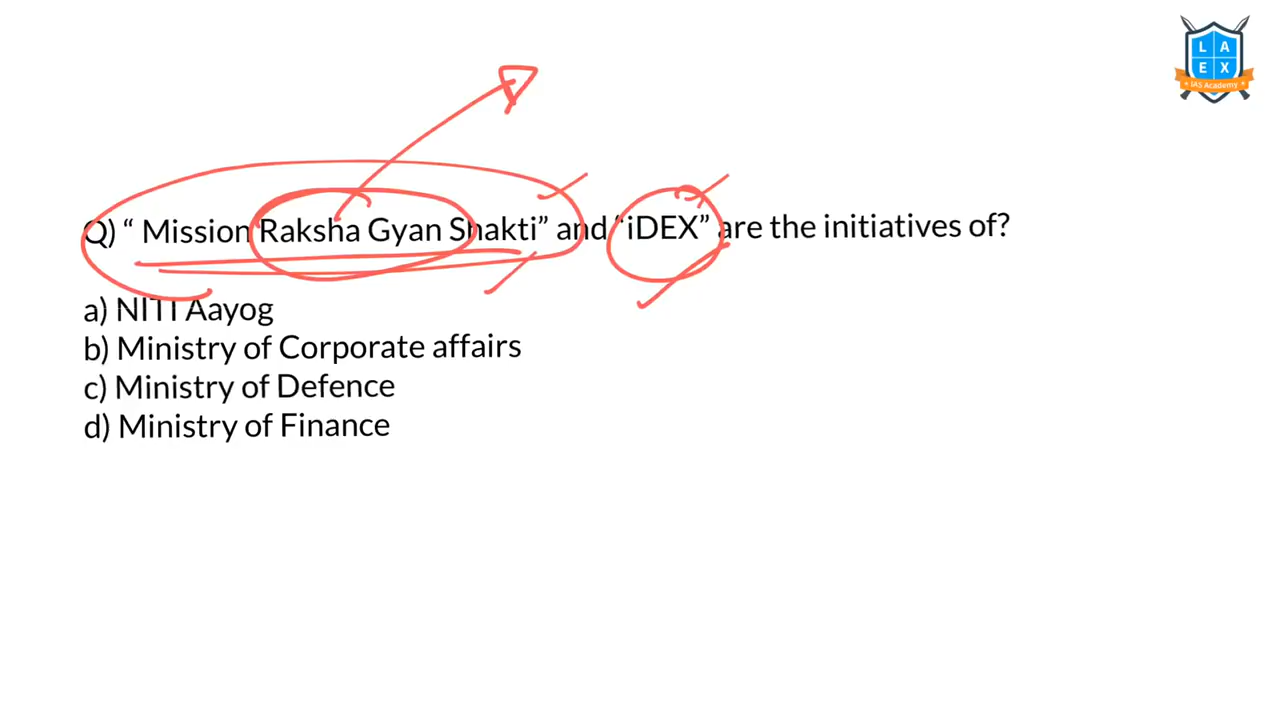 L A
E X
IAS Academy
Q) “ Mission Raksha Gyan Shakti” and “iDEX” are the initiatives of?
a) NITI Aayog
b) Ministry of Corporate affairs
c) Ministry of Defence
d) Ministry of Finance